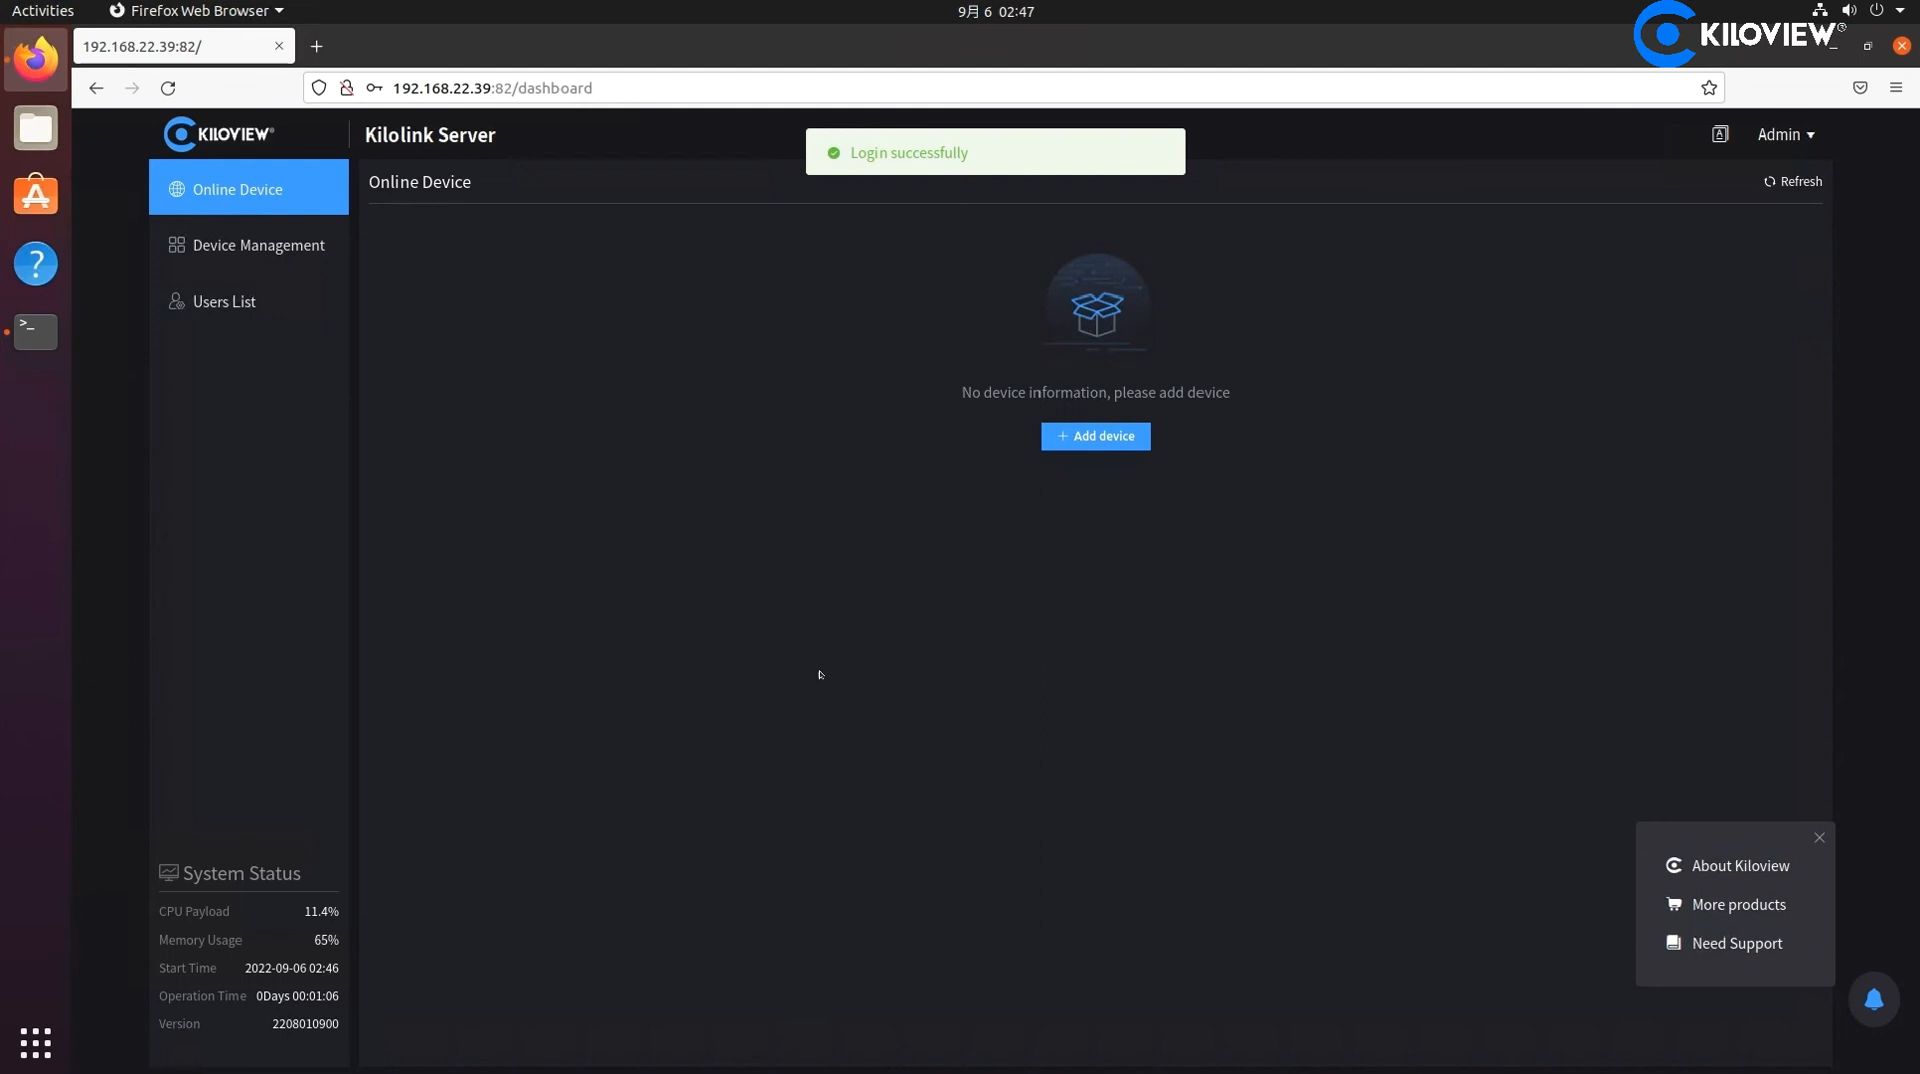 Activities
Firefox Web Browser
9月 6 02:47
KILOVIEW®
192.168.22.39:82/
192.168.22.39:82/dashboard
KILOVIEW®
Kilolink Server
Login successfully
Admin
Online Device
Device Management
Users List
Online Device
Refresh
No device information, please add device
+ Add device
System Status
CPU Payload 11.4%
Memory Usage 65%
Start Time 2022-09-06 02:46
Operation Time 0Days 00:01:06
Version 2208010900
About Kiloview
More products
Need Support